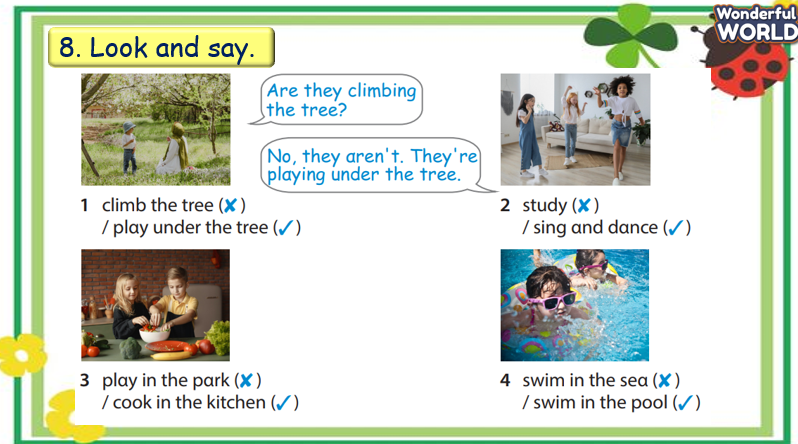 Wonderful
WORLD
8. Look and say.
Are they climbing
the tree?
No, they aren't. They're
playing under the tree.
1 climb the tree (✘)
/ play under the tree (✓)
2 study (✘)
/ sing and dance (✓)
3 play in the park (✘)
/ cook in the kitchen (✓)
4 swim in the sea (✘)
/ swim in the pool (✓)